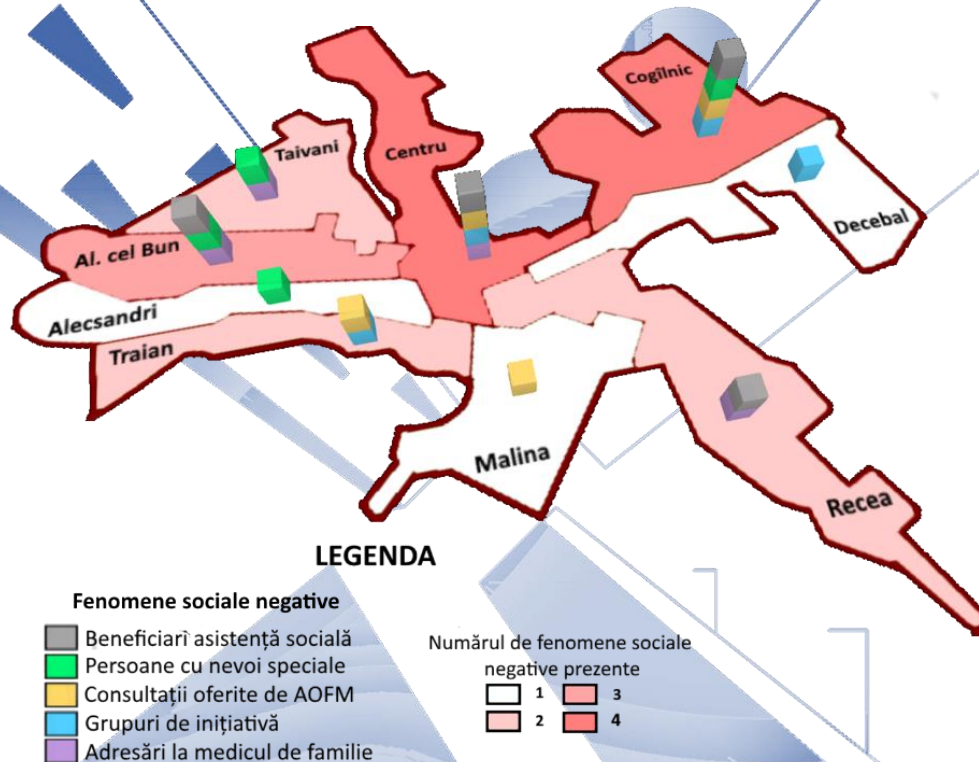 Cogîlnic
Taivani
Centru
Decebal
Al. cel Bun
Alecsandri
Traian
Malina
Recea
LEGENDA
Fenomene sociale negative
Beneficiari asistență socială
Persoane cu nevoi speciale
Consultații oferite de AOFM
Grupuri de inițiativă
Adresări la medicul de familie
Numărul de fenomene sociale
negative prezente
1 3
2 4